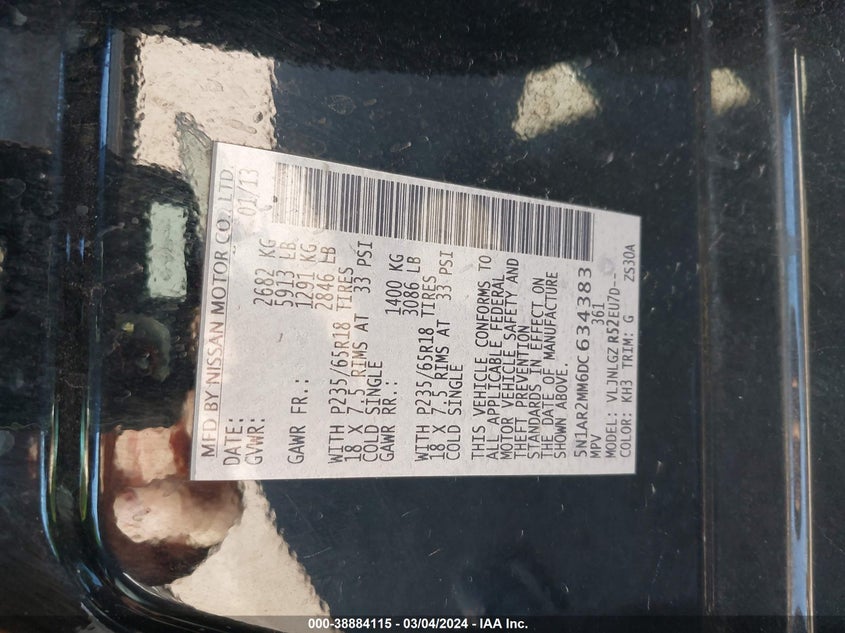 MFD BY NISSAN MOTOR CO., LTD.
DATE: 01/13
GVWR: 2682 KG
5913 LB
GAWR FR.: 1291 KG
2846 LB
WITH P235/65R18 TIRES
18 X 7.5 RIMS AT 33 PSI
COLD SINGLE
GAWR RR.: 1400 KG
3086 LB
WITH P235/65R18 TIRES
18 X 7.5 RIMS AT 33 PSI
COLD SINGLE
THIS VEHICLE CONFORMS TO
ALL APPLICABLE FEDERAL
MOTOR VEHICLE SAFETY AND
THEFT PREVENTION
STANDARDS IN EFFECT ON
THE DATE OF MANUFACTURE
SHOWN ABOVE.
5N1AR2MM6DC634383
MPV 361
MODEL: VLJNLGZ R52EU7D--
COLOR: KH3 TRIM: G ZS30A
000-38884115 - 03/04/2024 - IAA Inc.